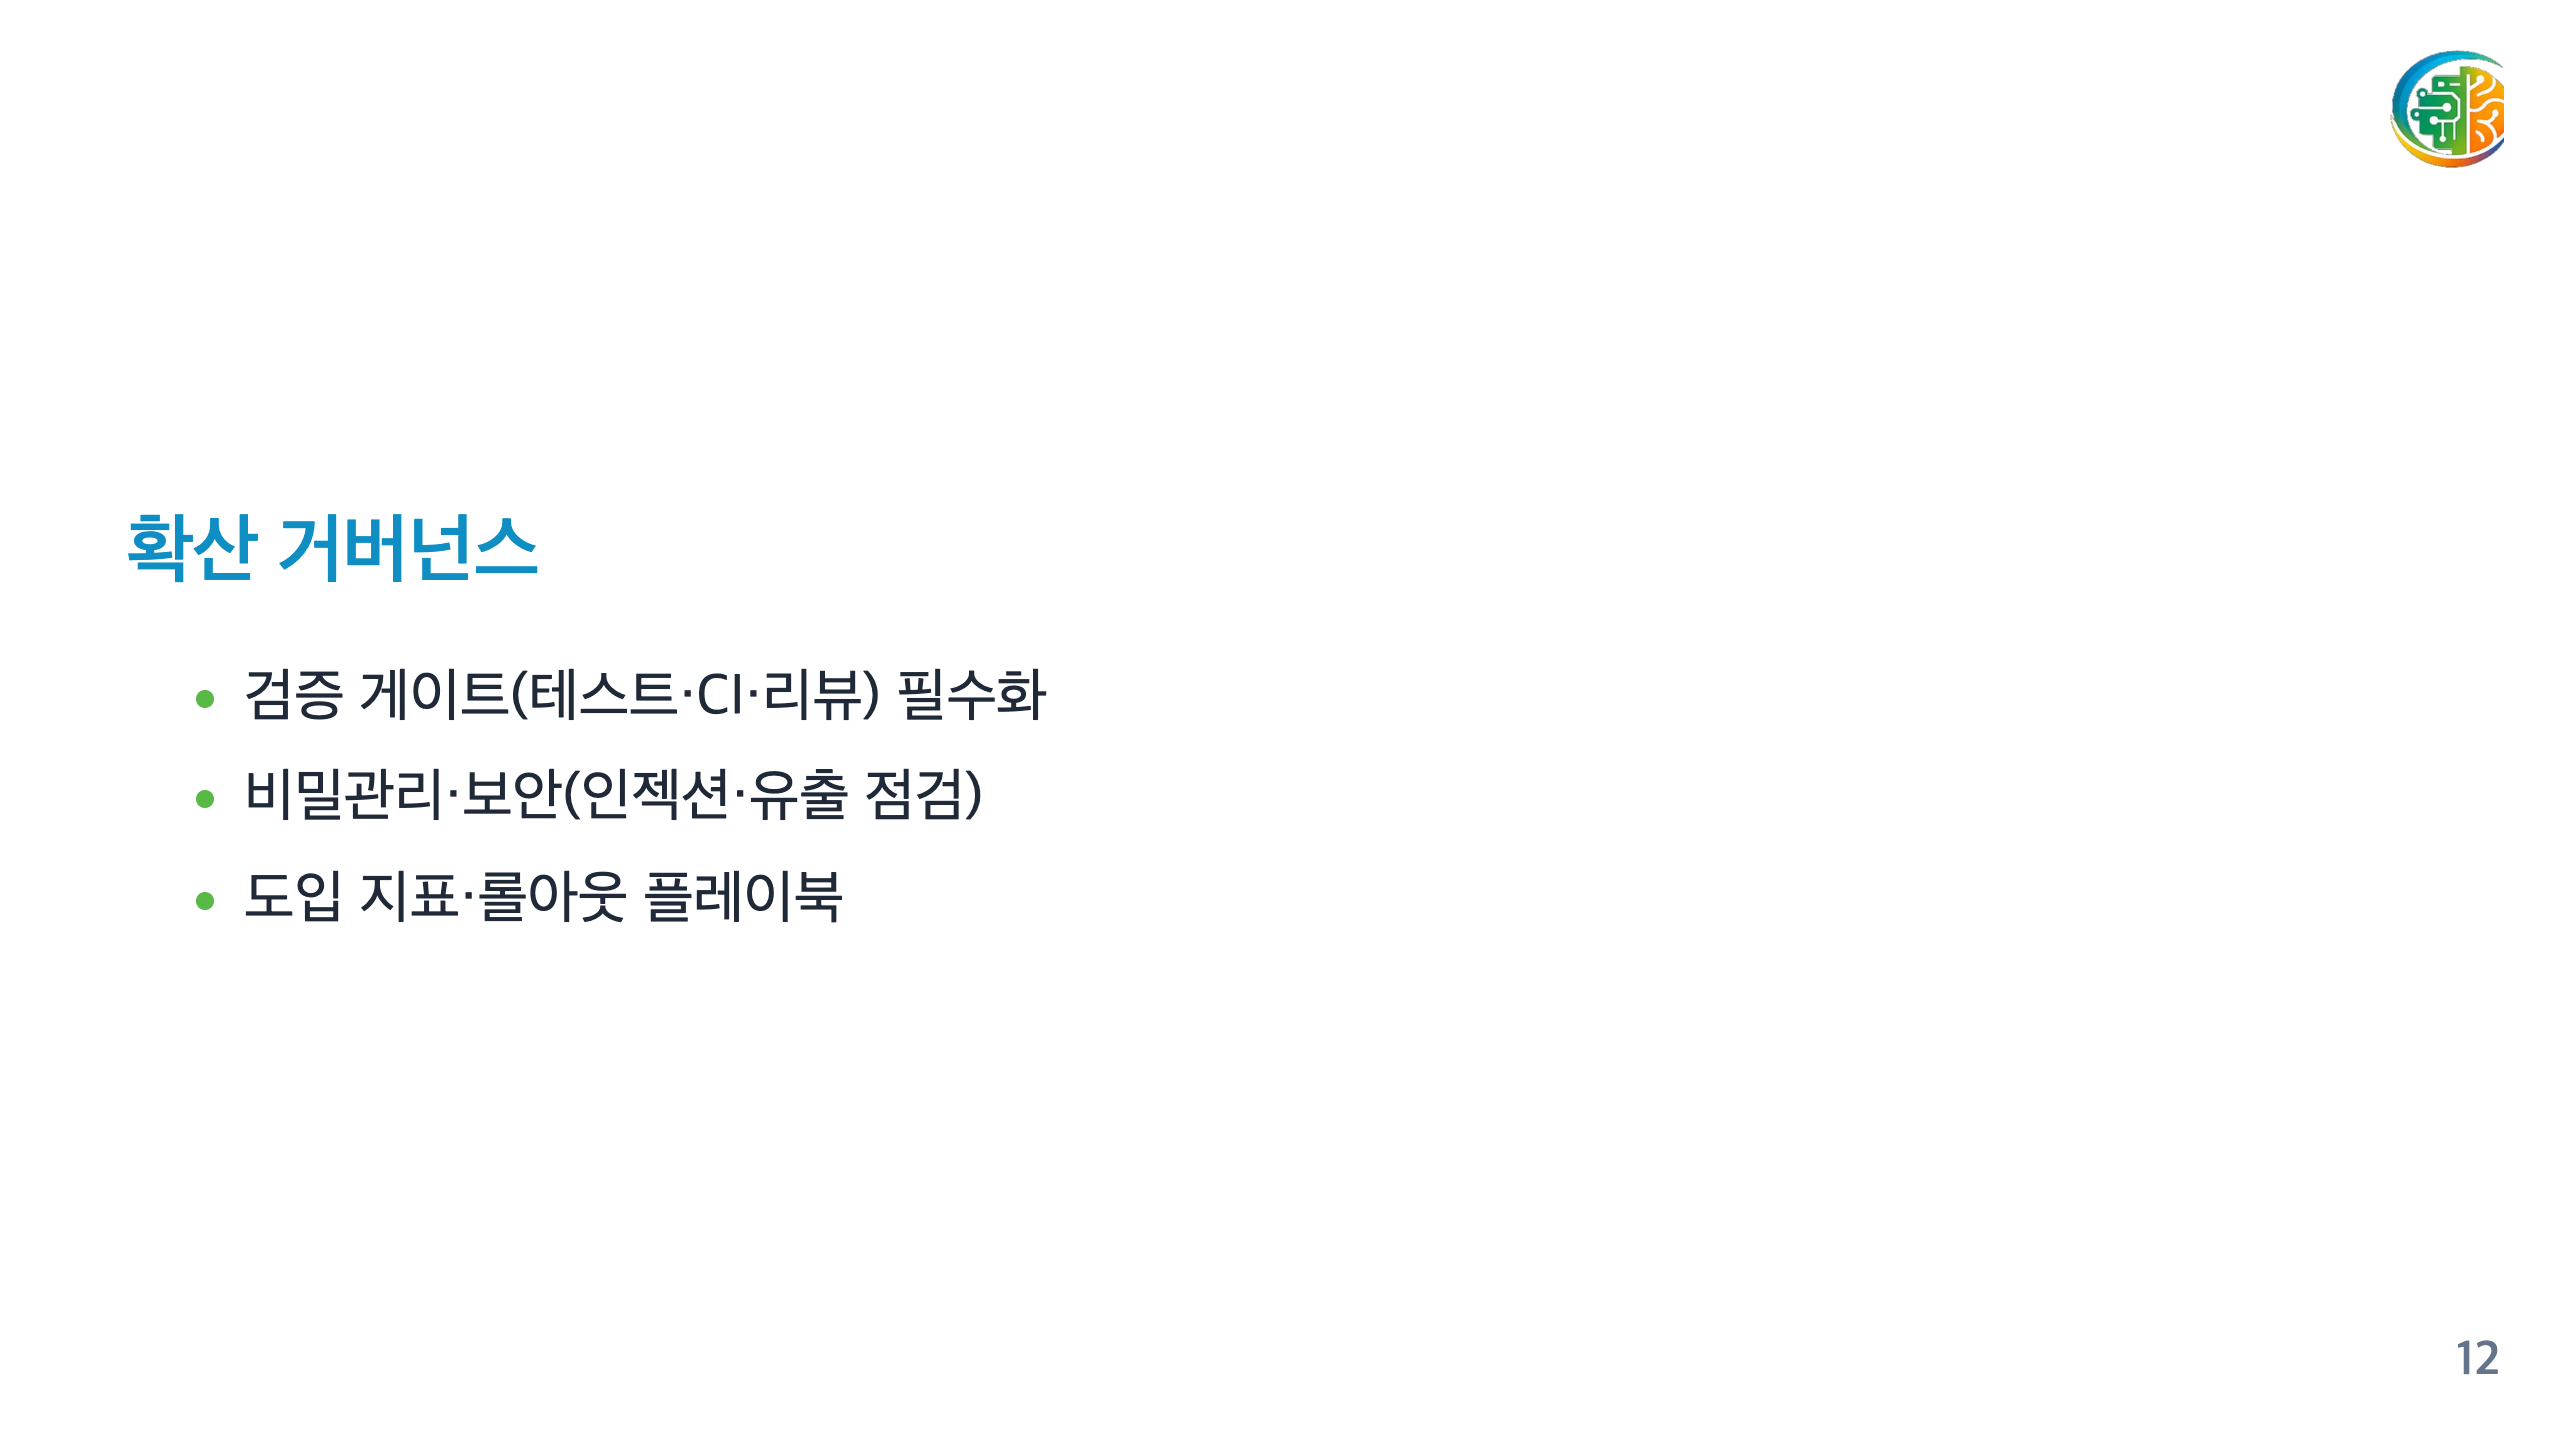 확산 거버넌스
• 검증 게이트(테스트·CI·리뷰) 필수화
• 비밀관리·보안(인젝션·유출 점검)
• 도입 지표·롤아웃 플레이북
12